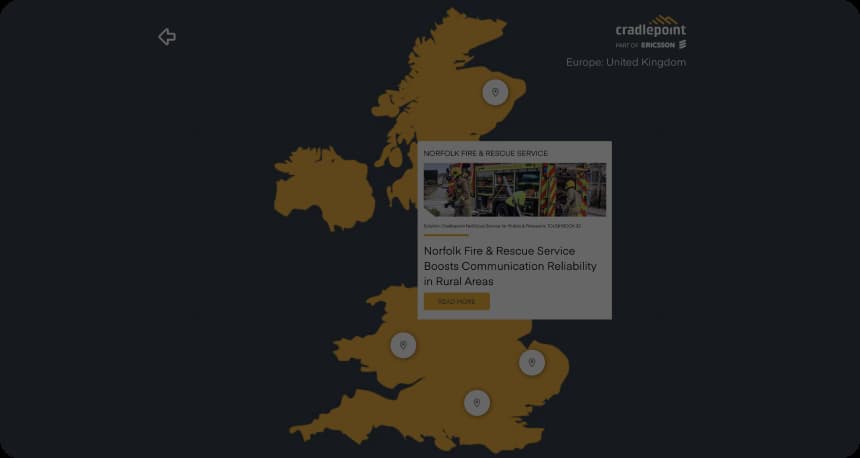 cradlepoint
PART OF ERICSSON
Europe: United Kingdom
NORFOLK FIRE & RESCUE SERVICE
Solution: Cradlepoint NetCloud Service for Mobile & Panasonic TOUGHBOOK 33
Norfolk Fire & Rescue Service
Boosts Communication Reliability
in Rural Areas
READ MORE